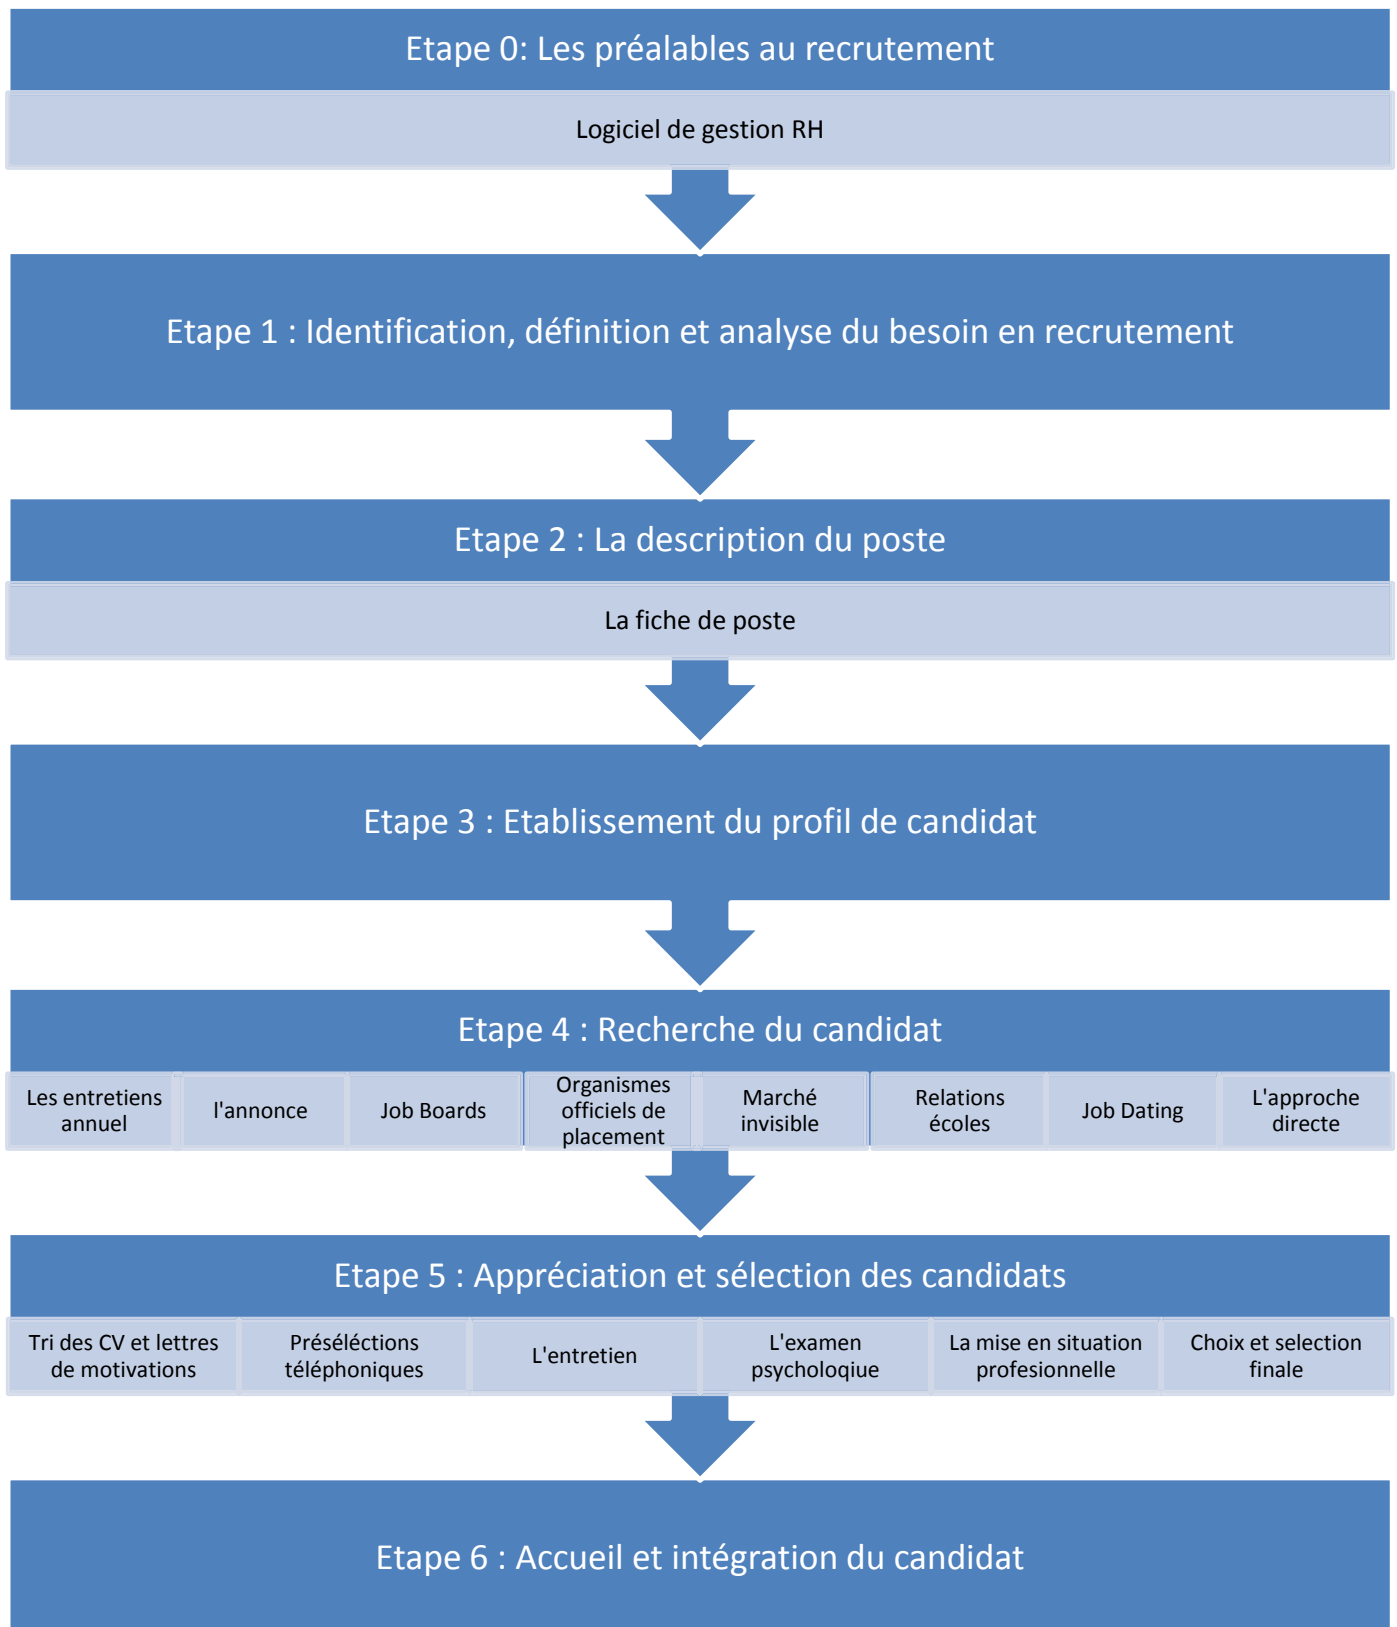 Etape 0: Les préalables au recrutement
Logiciel de gestion RH
Etape 1 : Identification, définition et analyse du besoin en recrutement
Etape 2 : La description du poste
La fiche de poste
Etape 3 : Etablissement du profil de candidat
Etape 4 : Recherche du candidat
Les entretiens
annuel
l'annonce
Job Boards
Organismes
officiels de
placement
Marché
invisible
Relations
écoles
Job Dating
L'approche
directe
Etape 5 : Appréciation et sélection des candidats
Tri des CV et lettres
de motivations
Préséléctions
téléphoniques
L'entretien
L'examen
psycholoqiue
La mise en situation
profesionnelle
Choix et selection
finale
Etape 6 : Accueil et intégration du candidat